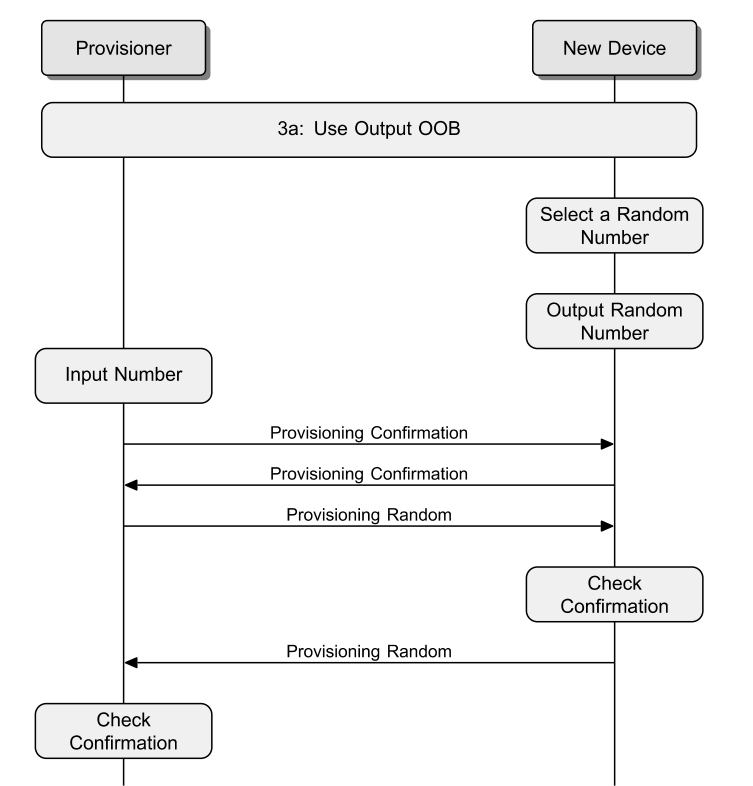 Provisioner
New Device
3a: Use Output OOB
Select a Random
Number
Output Random
Number
Input Number
Provisioning Confirmation
Provisioning Confirmation
Provisioning Random
Check
Confirmation
Provisioning Random
Check
Confirmation